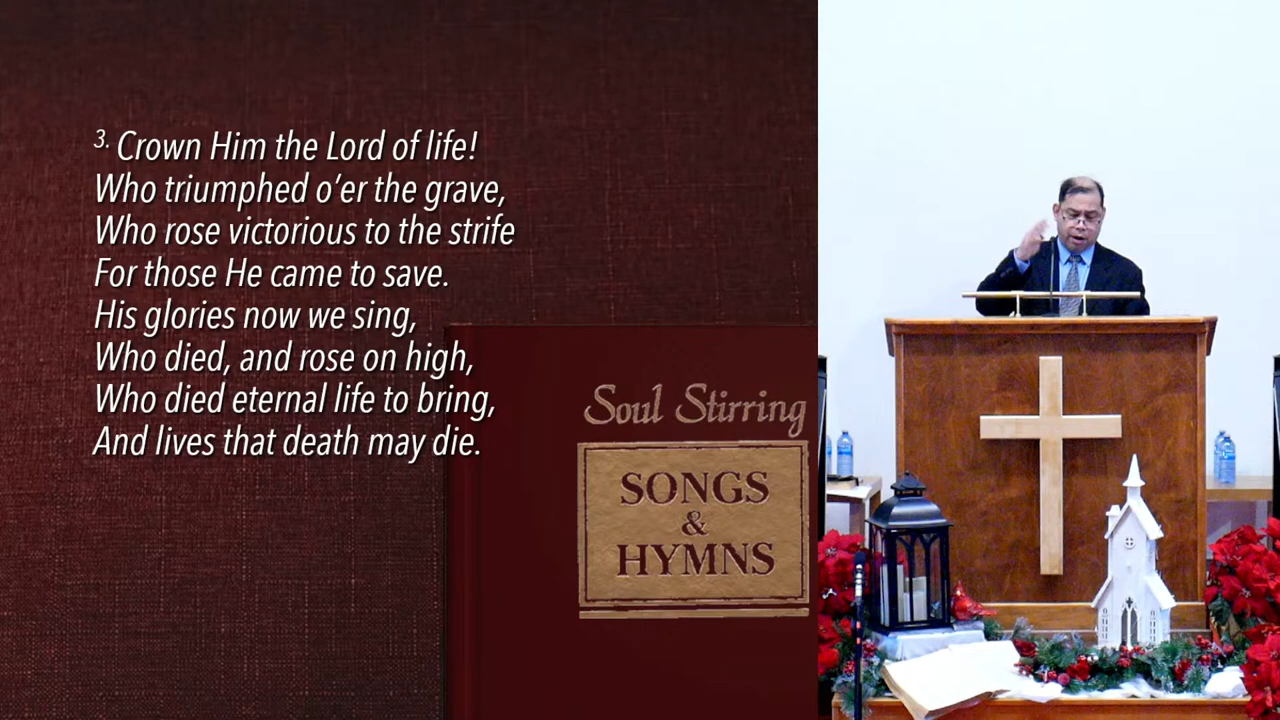 3. Crown Him the Lord of life!
Who triumphed o’er the grave,
Who rose victorious to the strife
For those He came to save.
His glories now we sing,
Who died, and rose on high,
Who died eternal life to bring,
And lives that death may die.
Soul Stirring
SONGS
&
HYMNS